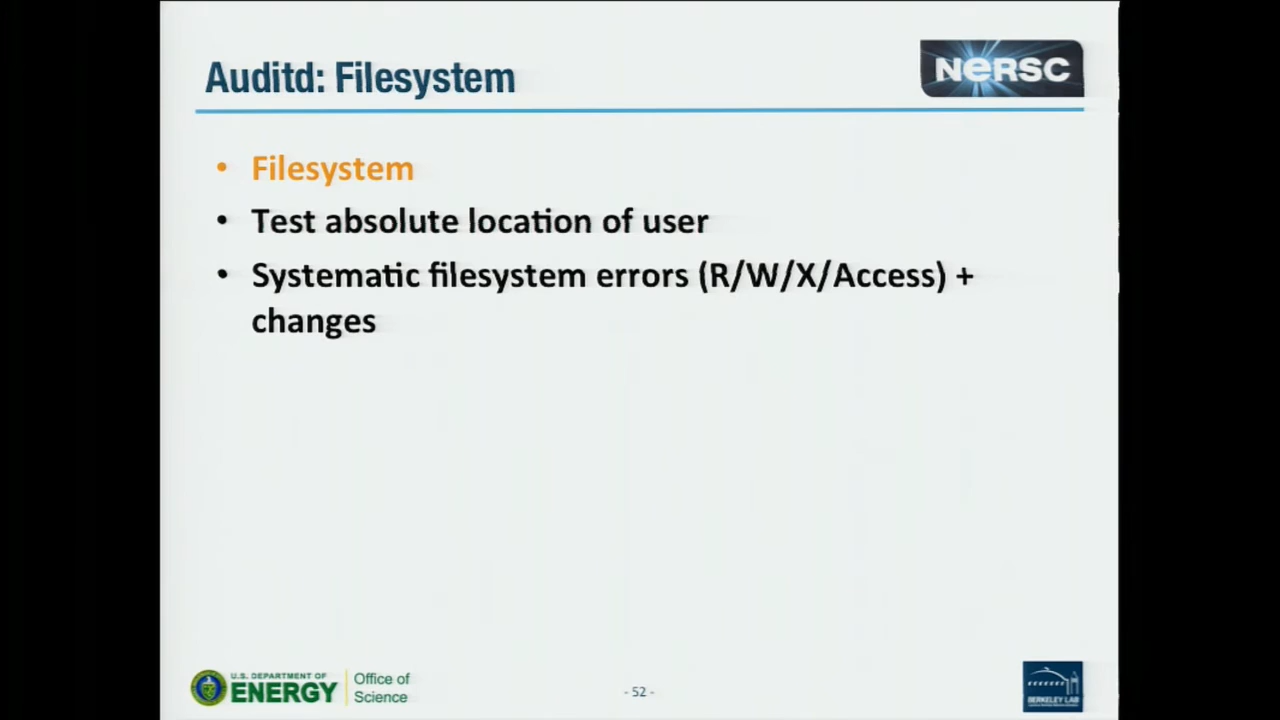 Auditd: Filesystem
NERSC
• Filesystem
• Test absolute location of user
• Systematic filesystem errors (R/W/X/Access) +
changes
U.S. DEPARTMENT OF
ENERGY
Office of
Science
- 52 -
BERKELEY LAB